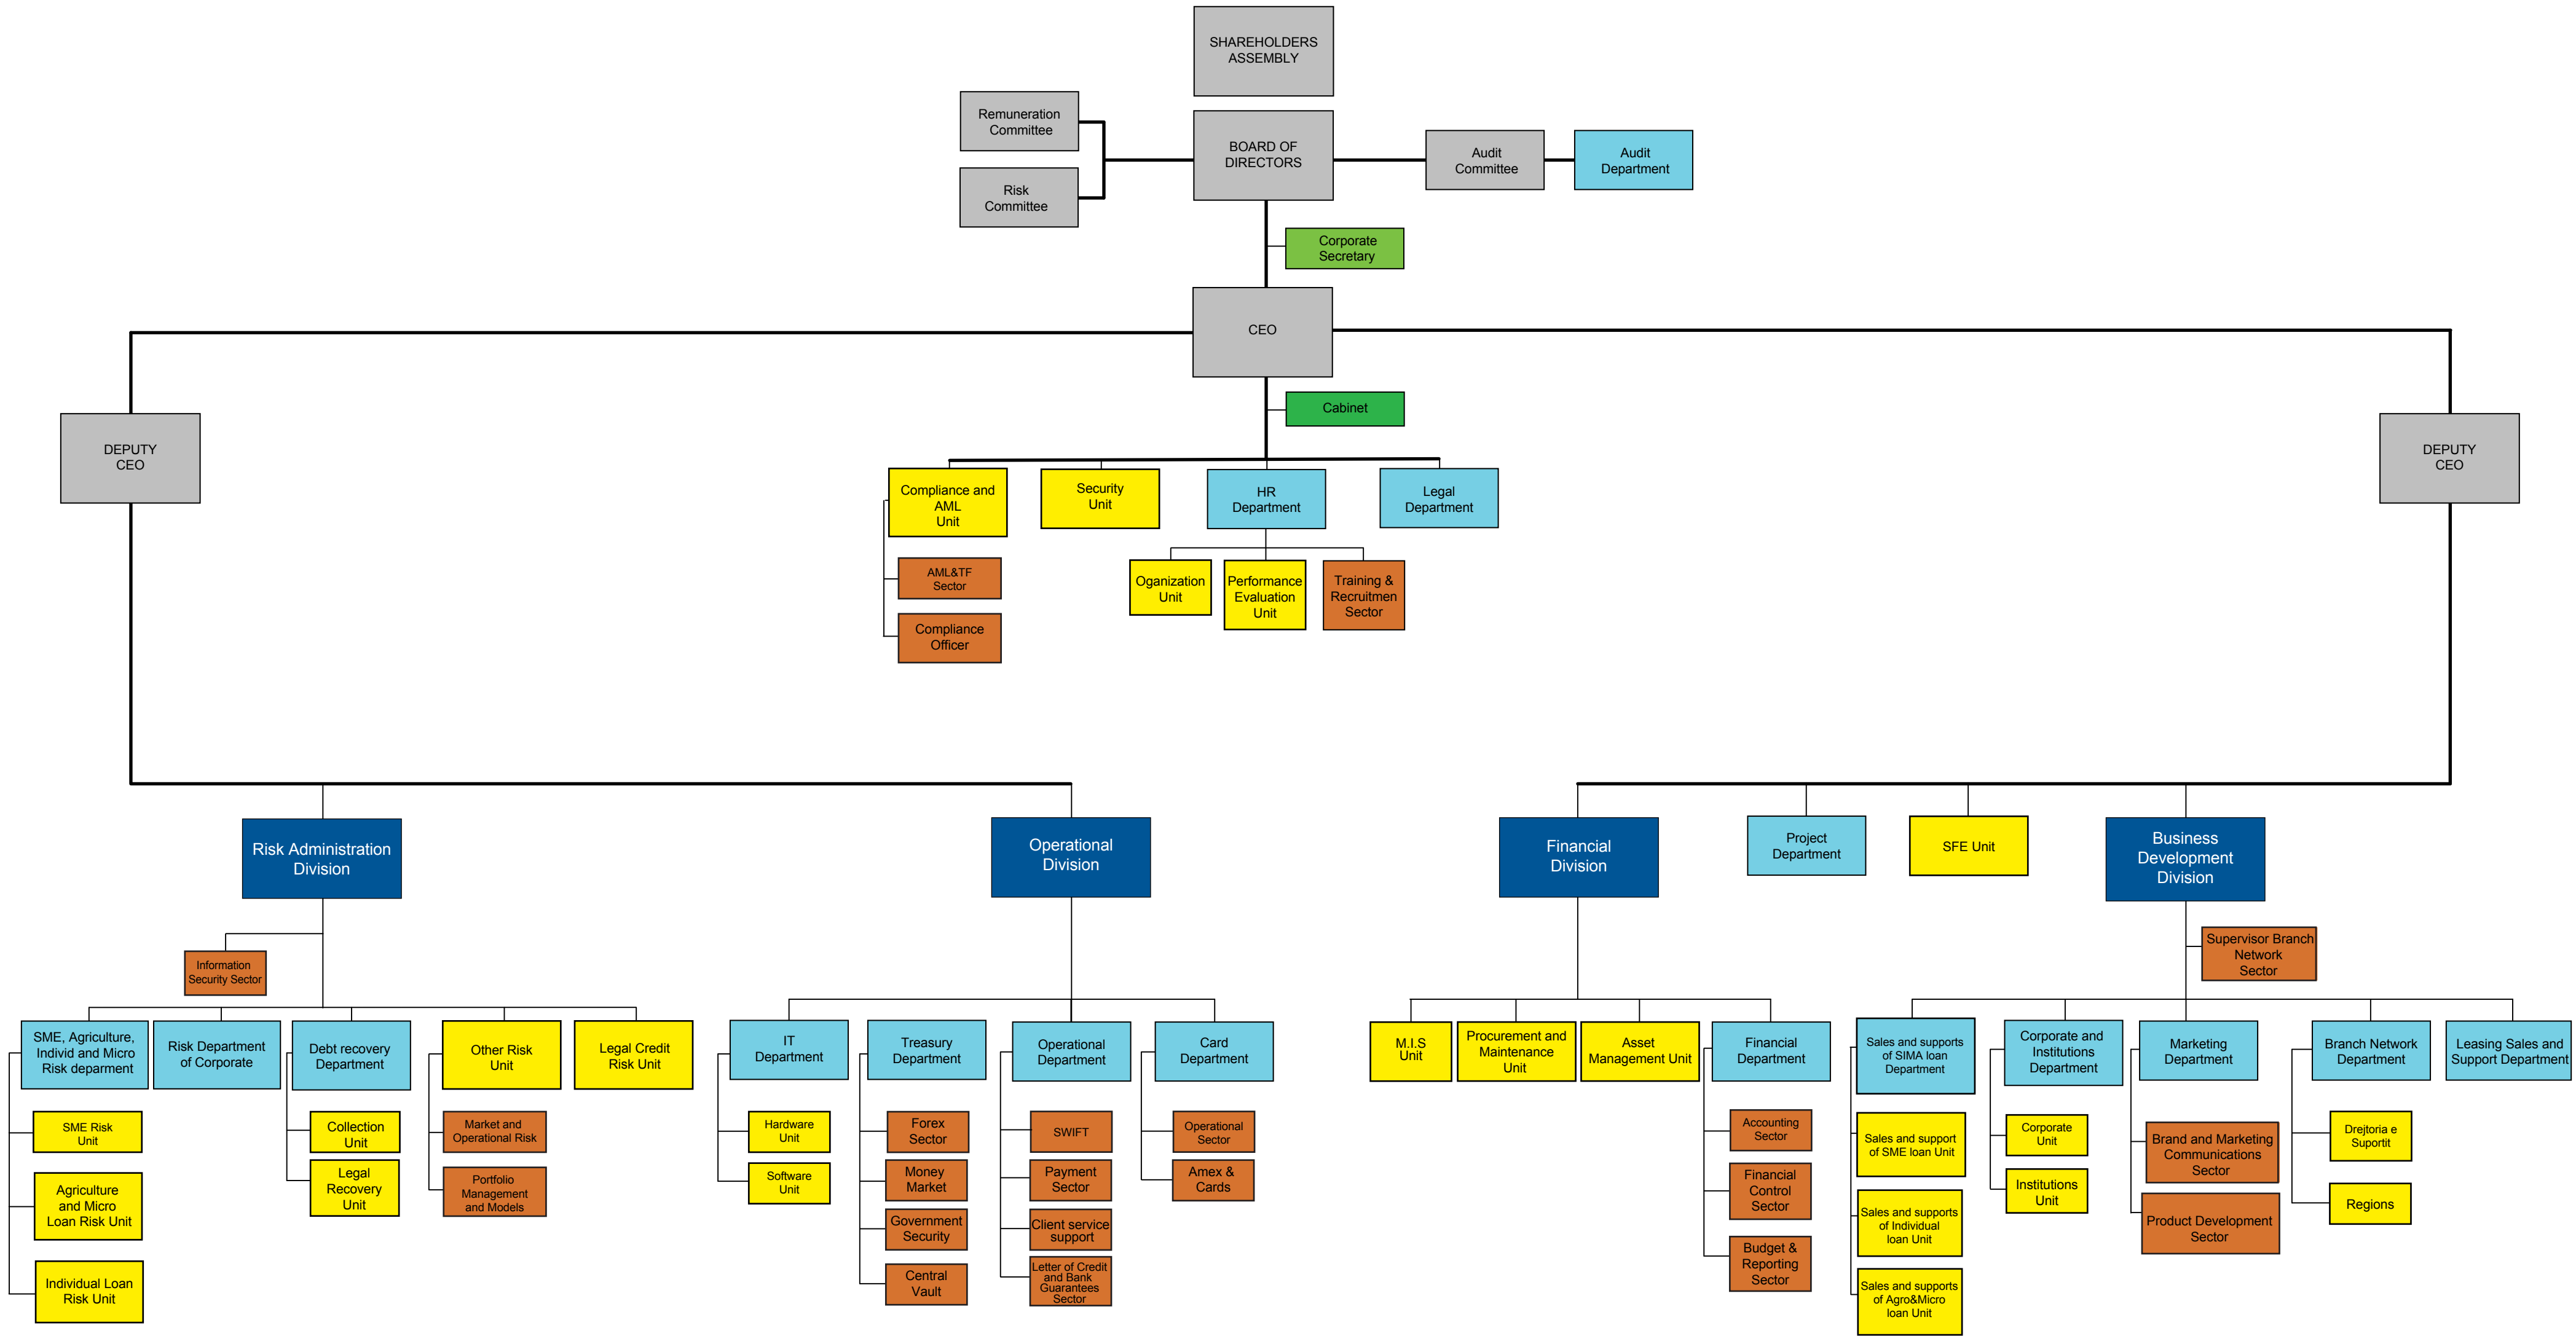 SHAREHOLDERS
ASSEMBLY
Remuneration
Committee
BOARD OF
DIRECTORS
Audit
Committee
Audit
Department
Risk
Committee
Corporate
Secretary
CEO
Cabinet
DEPUTY
CEO
DEPUTY
CEO
Compliance and
AML
Unit
Security
Unit
HR
Department
Legal
Department
AML&TF
Sector
Compliance
Officer
Oganization
Unit
Performance
Evaluation
Unit
Training &
Recruitmen
Sector
Risk Administration
Division
Operational
Division
Financial
Division
Project
Department
SFE Unit
Business
Development
Division
Information
Security Sector
Supervisor Branch
Network
Sector
SME, Agriculture,
Individ and Micro
Risk deparment
Risk Department
of Corporate
Debt recovery
Department
Other Risk
Unit
Legal Credit
Risk Unit
IT
Department
Treasury
Department
Operational
Department
Card
Department
M.I.S
Unit
Procurement and
Maintenance
Unit
Asset
Management Unit
Financial
Department
Sales and supports
of SIMA loan
Department
Corporate and
Institutions
Department
Marketing
Department
Branch Network
Department
Leasing Sales and
Support Department
SME Risk
Unit
Agriculture
and Micro
Loan Risk Unit
Individual Loan
Risk Unit
Collection
Unit
Legal
Recovery
Unit
Market and
Operational Risk
Portfolio
Management
and Models
Hardware
Unit
Software
Unit
Forex
Sector
Money
Market
Government
Security
Central
Vault
SWIFT
Payment
Sector
Client service
support
Letter of Credit
and Bank
Guarantees
Sector
Operational
Sector
Amex &
Cards
Accounting
Sector
Financial
Control
Sector
Budget &
Reporting
Sector
Sales and support
of SME loan Unit
Sales and supports
of Individual
loan Unit
Sales and supports
of Agro&Micro
loan Unit
Corporate
Unit
Institutions
Unit
Brand and Marketing
Communications
Sector
Product Development
Sector
Drejtoria e
Suportit
Regions